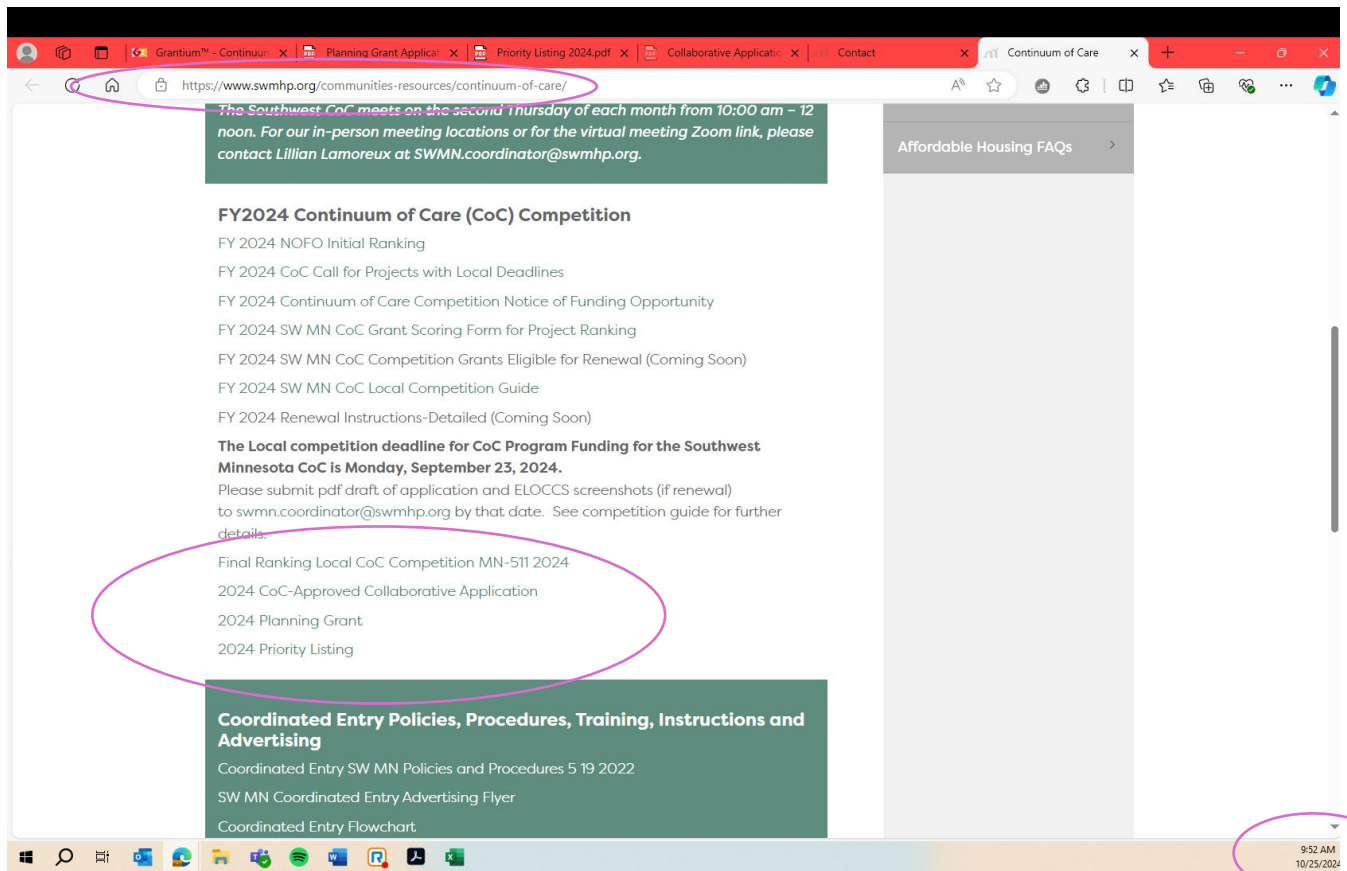 Grantium™ - Continuum
Planning Grant Applicat
Priority Listing 2024.pdf
Collaborative Applicatio
Contact
Continuum of Care
https://www.swmhp.org/communities-resources/continuum-of-care/
The Southwest CoC meets on the second Thursday of each month from 10:00 am – 12
noon. For our in-person meeting locations or for the virtual meeting Zoom link, please
contact Lillian Lamoreux at SWMN.coordinator@swmhp.org.
Affordable Housing FAQs
FY2024 Continuum of Care (CoC) Competition
FY 2024 NOFO Initial Ranking
FY 2024 CoC Call for Projects with Local Deadlines
FY 2024 Continuum of Care Competition Notice of Funding Opportunity
FY 2024 SW MN CoC Grant Scoring Form for Project Ranking
FY 2024 SW MN CoC Competition Grants Eligible for Renewal (Coming Soon)
FY 2024 SW MN CoC Local Competition Guide
FY 2024 Renewal Instructions-Detailed (Coming Soon)
The Local competition deadline for CoC Program Funding for the Southwest
Minnesota CoC is Monday, September 23, 2024.
Please submit pdf draft of application and ELOCCS screenshots (if renewal)
to swmn.coordinator@swmhp.org by that date. See competition guide for further
details.
Final Ranking Local CoC Competition MN-511 2024
2024 CoC-Approved Collaborative Application
2024 Planning Grant
2024 Priority Listing
Coordinated Entry Policies, Procedures, Training, Instructions and
Advertising
Coordinated Entry SW MN Policies and Procedures 5 19 2022
SW MN Coordinated Entry Advertising Flyer
Coordinated Entry Flowchart
9:52 AM
10/25/2024